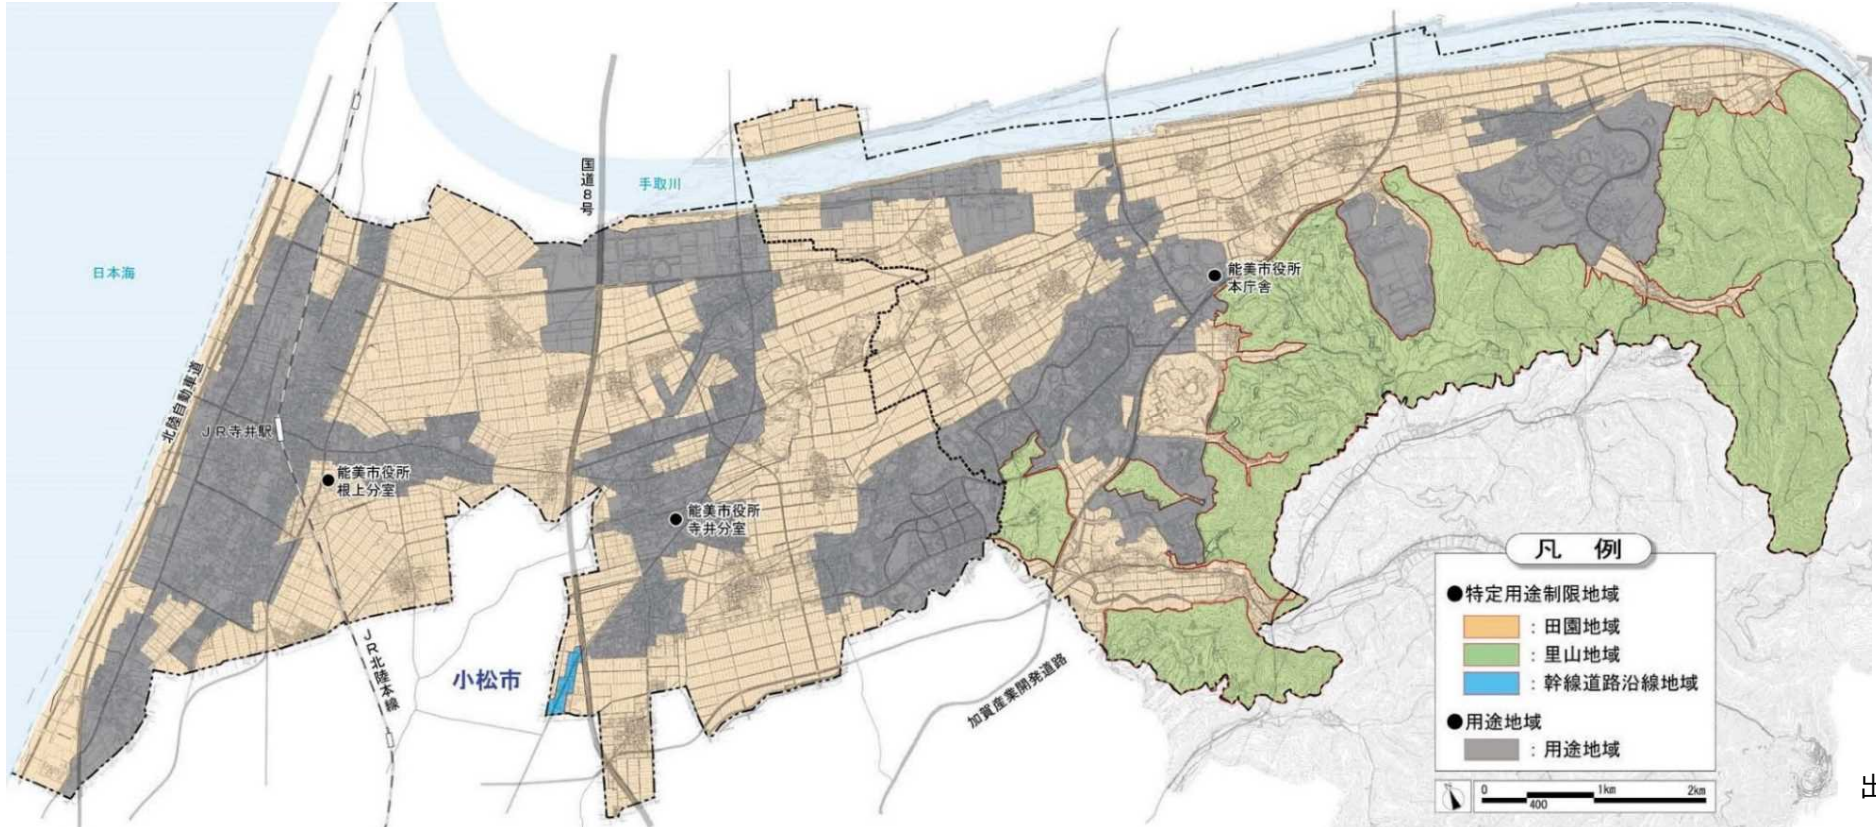 国道8号
手取川
日本海
能美市役所
本庁舎
北陸自動車道
JR寺井駅
能美市役所
根上分室
能美市役所
寺井分室
JR北陸本線
小松市
加賀産業開発道路
凡 例
●特定用途制限地域
：田園地域
：里山地域
：幹線道路沿線地域
●用途地域
：用途地域
0 1km 2km
400
出